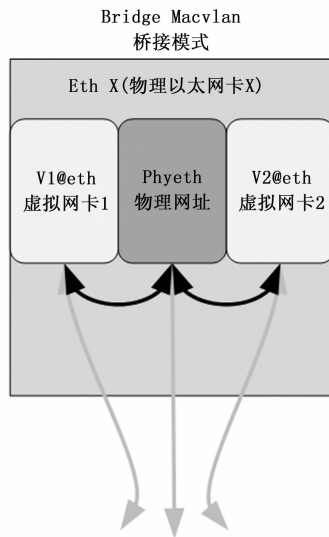 Bridge Macvlan
桥接模式
Eth X(物理以太网卡X)
V1@eth
虚拟网卡1
Phyeth
物理网址
V2@eth
虚拟网卡2